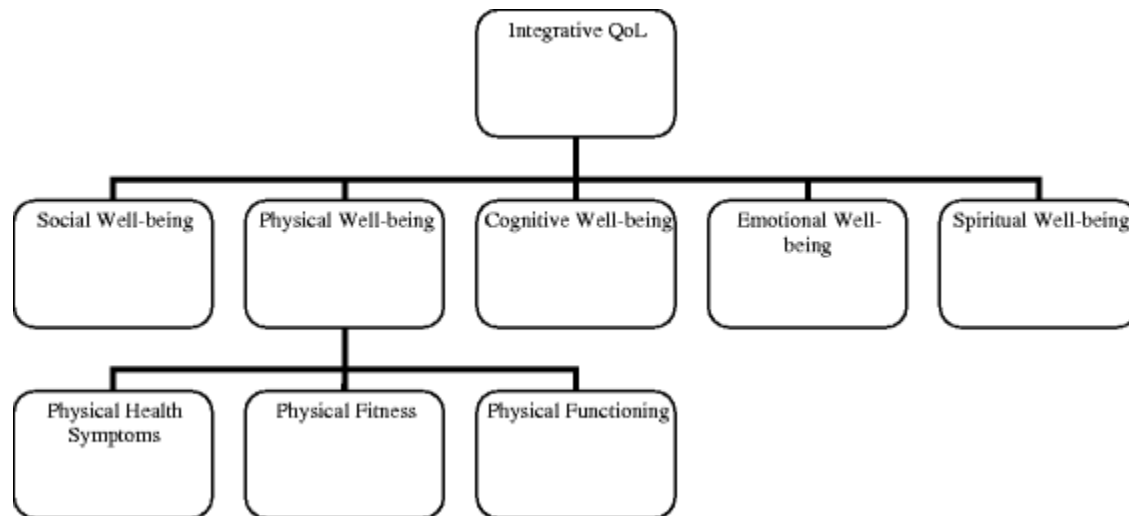 Integrative QoL
Social Well-being
Physical Well-being
Cognitive Well-being
Emotional Well-
being
Spiritual Well-being
Physical Health
Symptoms
Physical Fitness
Physical Functioning